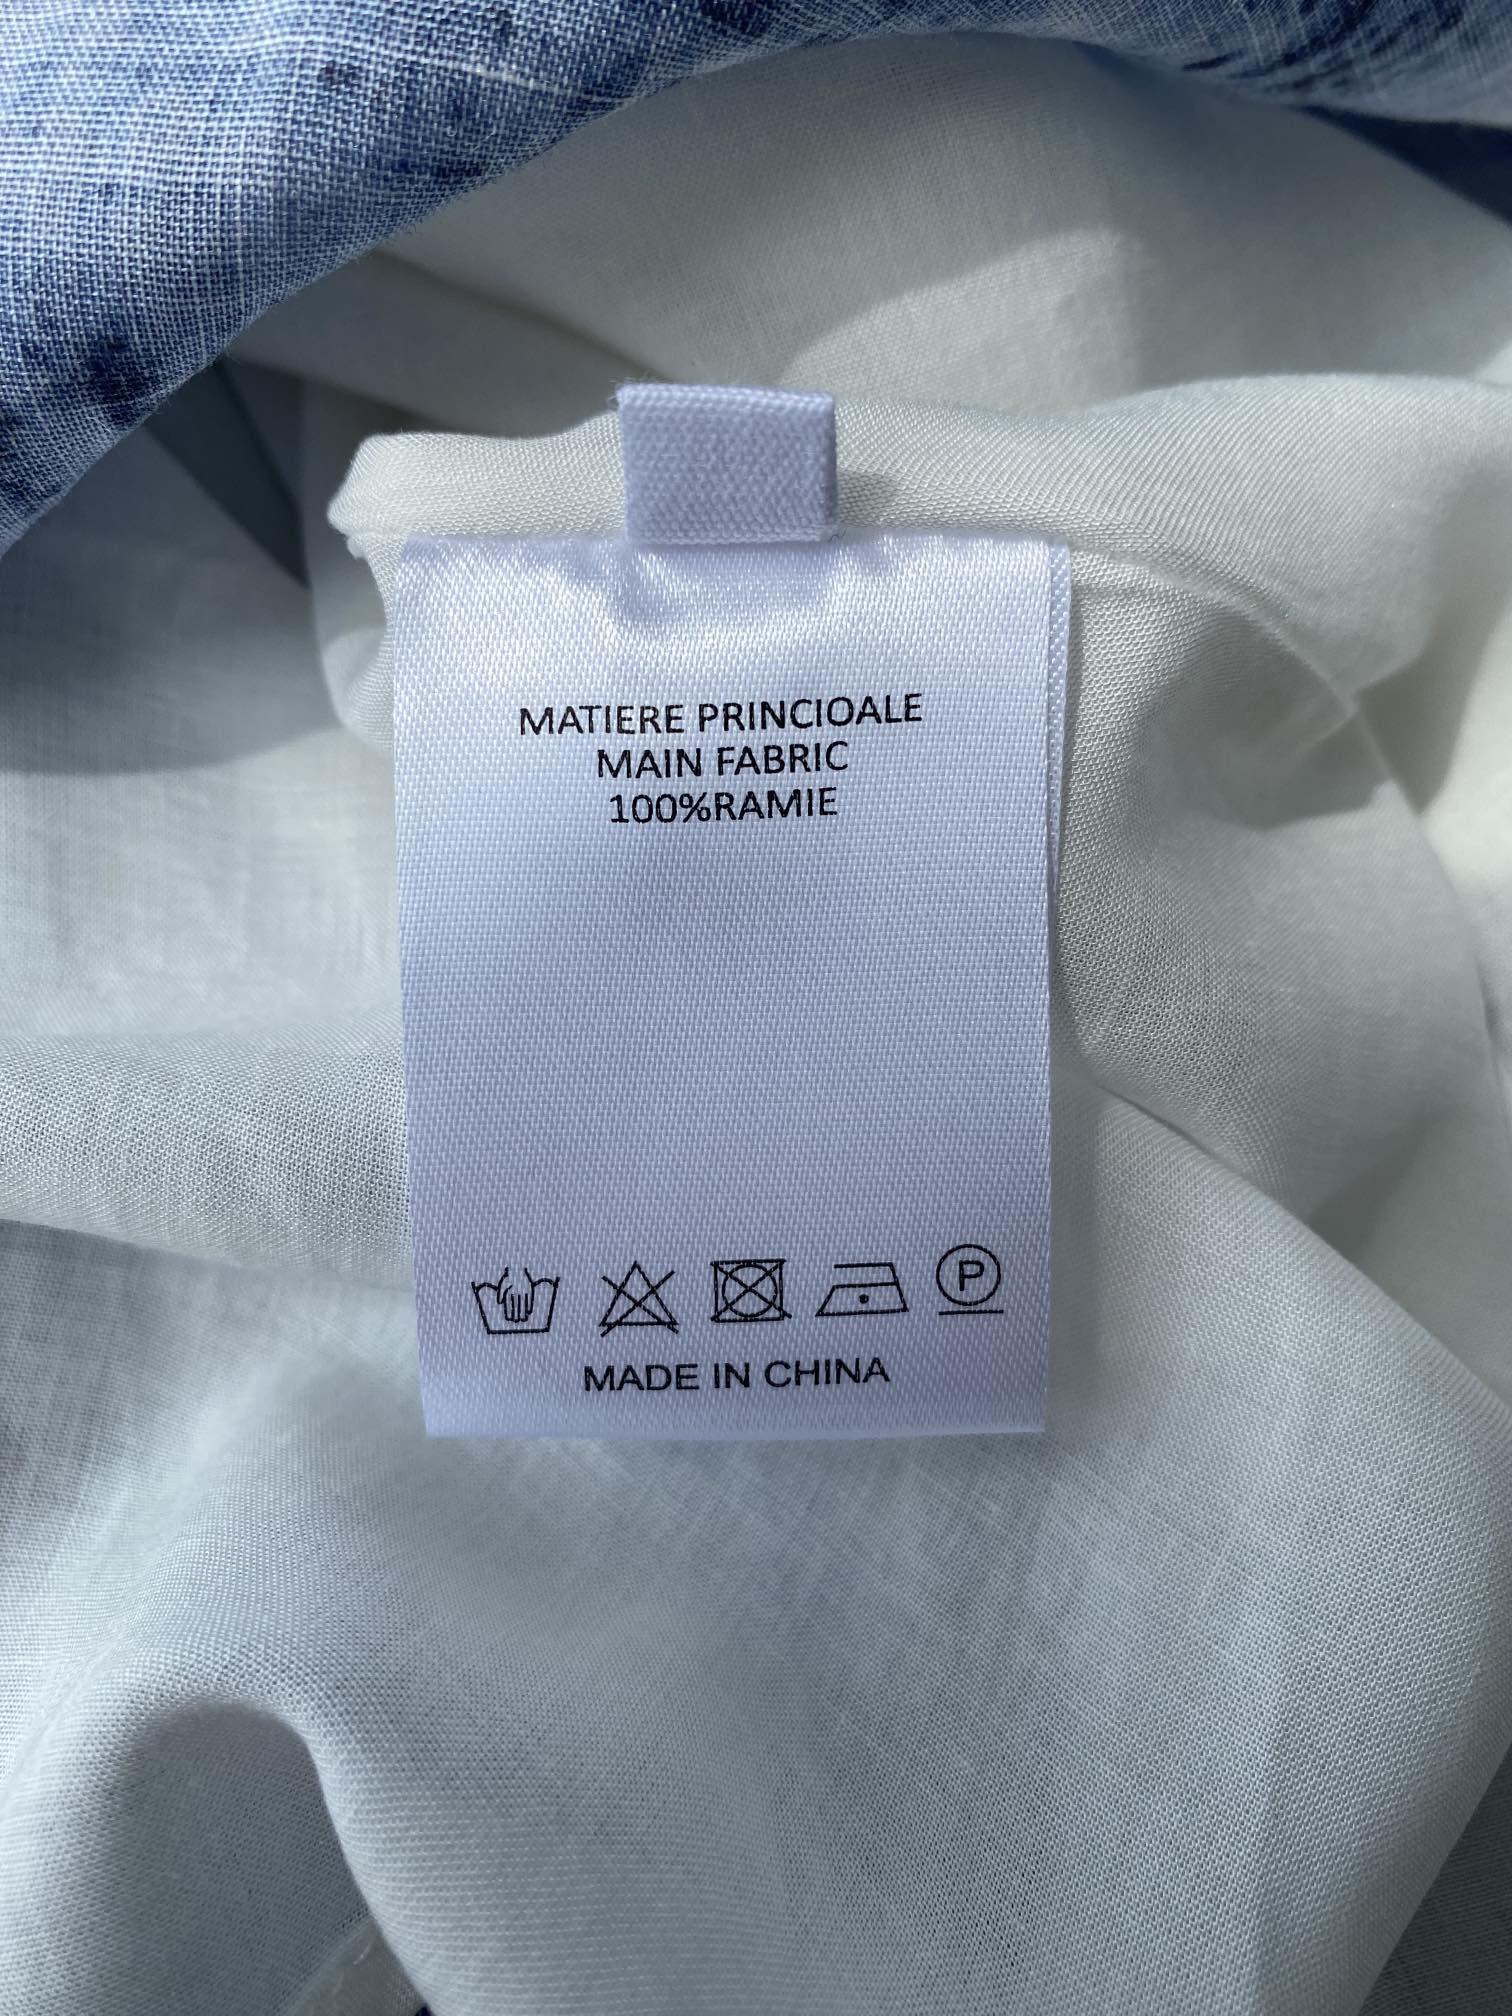 MATIERE PRINCIOALE
MAIN FABRIC
100%RAMIE
P
MADE IN CHINA